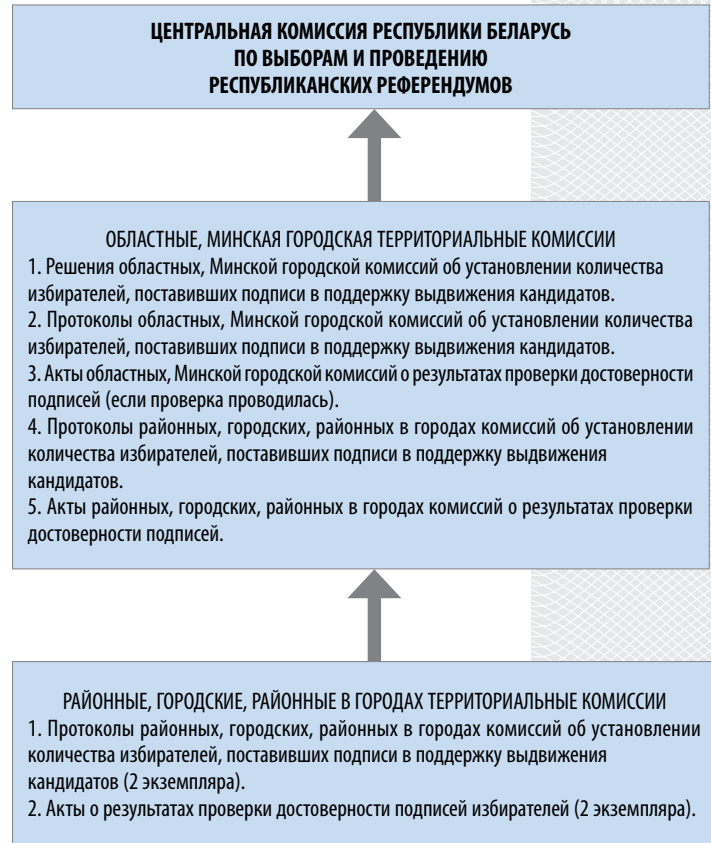 ЦЕНТРАЛЬНАЯ КОМИССИЯ РЕСПУБЛИКИ БЕЛАРУСЬ
ПО ВЫБОРАМ И ПРОВЕДЕНИЮ
РЕСПУБЛИКАНСКИХ РЕФЕРЕНДУМОВ
ОБЛАСТНЫЕ, МИНСКАЯ ГОРОДСКАЯ ТЕРРИТОРИАЛЬНЫЕ КОМИССИИ
1. Решения областных, Минской городской комиссий об установлении количества
избирателей, поставивших подписи в поддержку выдвижения кандидатов.
2. Протоколы областных, Минской городской комиссий об установлении количества
избирателей, поставивших подписи в поддержку выдвижения кандидатов.
3. Акты областных, Минской городской комиссий о результатах проверки достоверности
подписей (если проверка проводилась).
4. Протоколы районных, городских, районных в городах комиссий об установлении
количества избирателей, поставивших подписи в поддержку выдвижения
кандидатов.
5. Акты районных, городских, районных в городах комиссий о результатах проверки
достоверности подписей.
РАЙОННЫЕ, ГОРОДСКИЕ, РАЙОННЫЕ В ГОРОДАХ ТЕРРИТОРИАЛЬНЫЕ КОМИССИИ
1. Протоколы районных, городских, районных в городах комиссий об установлении
количества избирателей, поставивших подписи в поддержку выдвижения
кандидатов (2 экземпляра).
2. Акты о результатах проверки достоверности подписей избирателей (2 экземпляра).